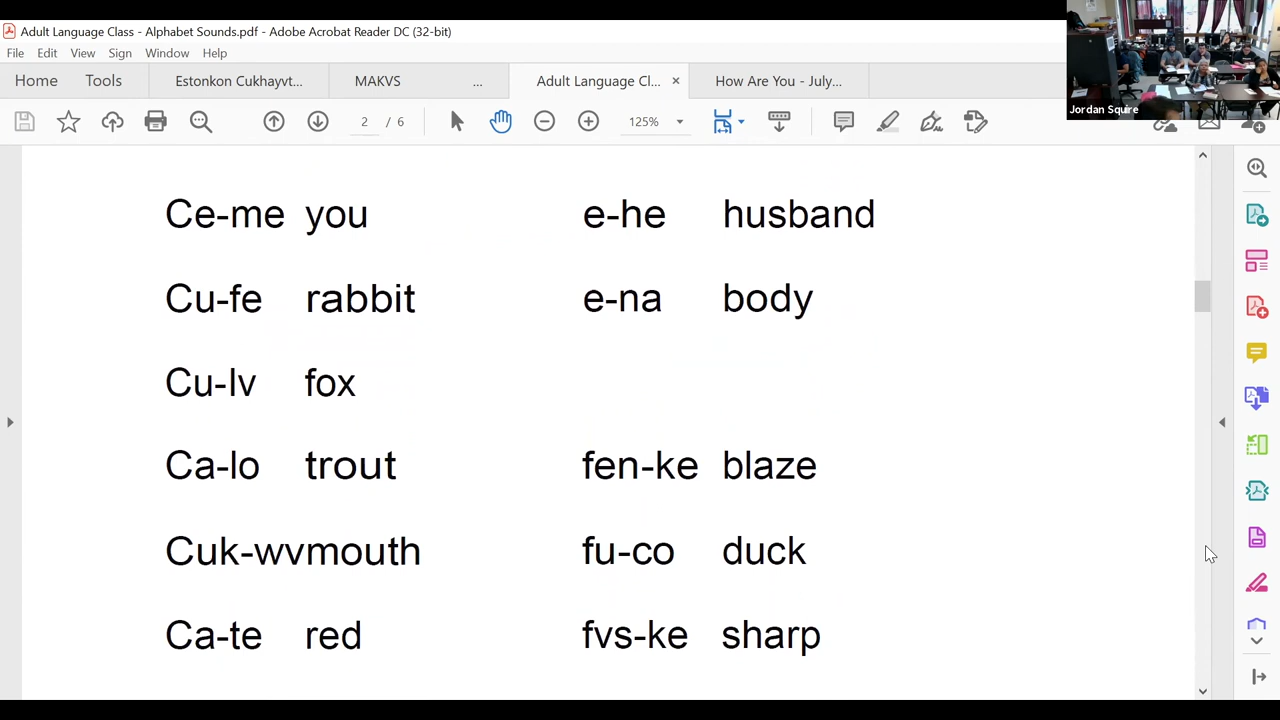 Adult Language Class - Alphabet Sounds.pdf - Adobe Acrobat Reader DC (32-bit)
File Edit View Sign Window Help
Home Tools Estonkon Cukhayvt... MAKVS ... Adult Language Cl... × How Are You - July...
2 / 6 125%
Jordan Squire
Ce-me you e-he husband
Cu-fe rabbit e-na body
Cu-lv fox
Ca-lo trout fen-ke blaze
Cuk-wvmouth fu-co duck
Ca-te red fvs-ke sharp